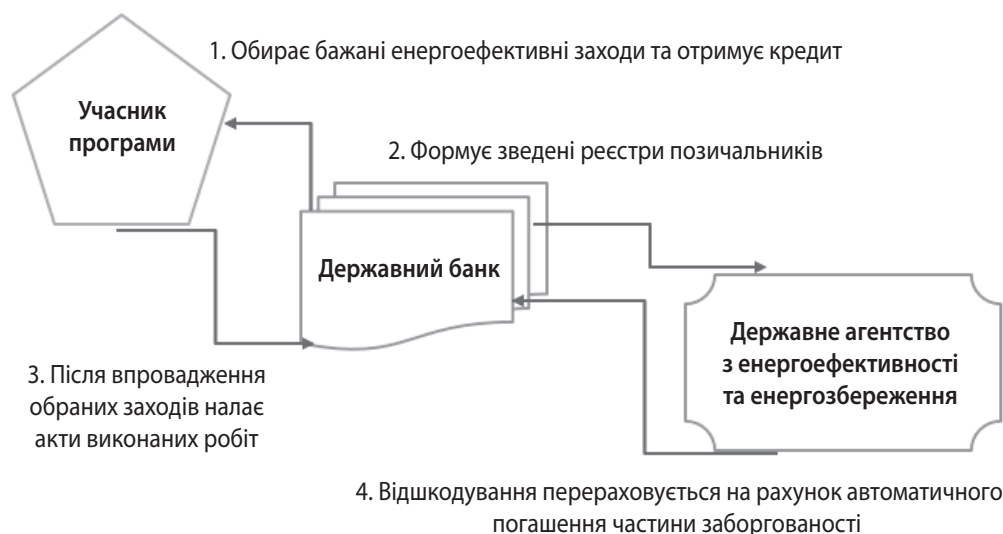 1. Обирає бажані енергоефективні заходи та отримує кредит
Учасник
програми
2. Формує зведені реєстри позичальників
Державний банк
Державне агентство
з енергоефективності
та енергозбереження
3. Після впровадження
обраних заходів налає
акти виконаних робіт
4. Відшкодування перераховується на рахунок автоматичного
погашення частини заборгованості